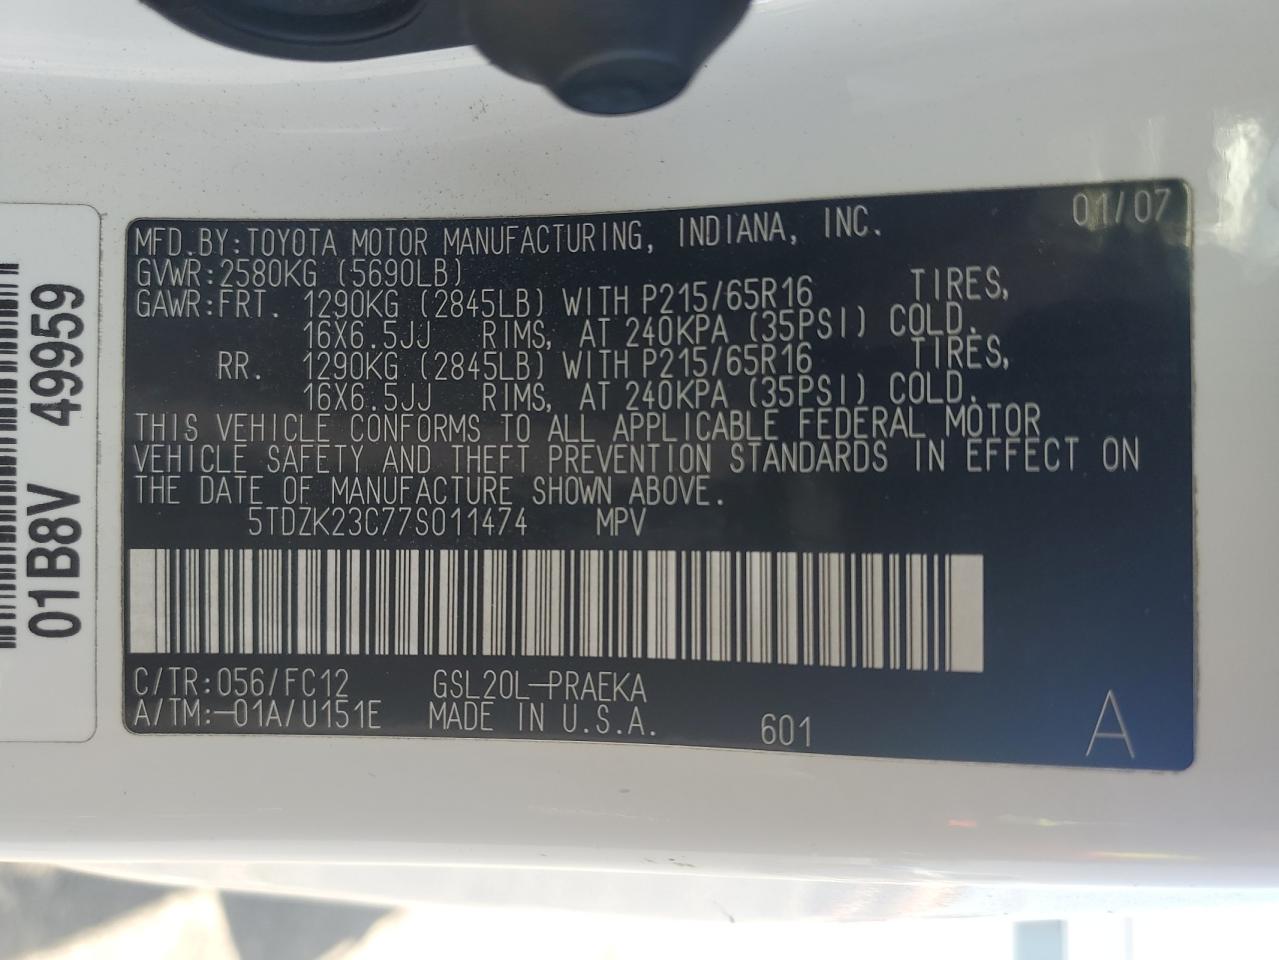 01/07
MFD.BY:TOYOTA MOTOR MANUFACTURING, INDIANA, INC.
GVWR:2580KG (5690LB)
GAWR:FRT. 1290KG (2845LB) WITH P215/65R16 TIRES,
16X6.5JJ RIMS, AT 240KPA (35PSI) COLD.
RR. 1290KG (2845LB) WITH P215/65R16 TIRES,
16X6.5JJ RIMS, AT 240KPA (35PSI) COLD.
THIS VEHICLE CONFORMS TO ALL APPLICABLE FEDERAL MOTOR
VEHICLE SAFETY AND THEFT PREVENTION STANDARDS IN EFFECT ON
THE DATE OF MANUFACTURE SHOWN ABOVE.
5TDZK23C77S011474 MPV
C/TR:056/FC12 GSL20L-PRAEKA
A/TM:-01A/U151E MADE IN U.S.A. 601 A
01B8V 49959